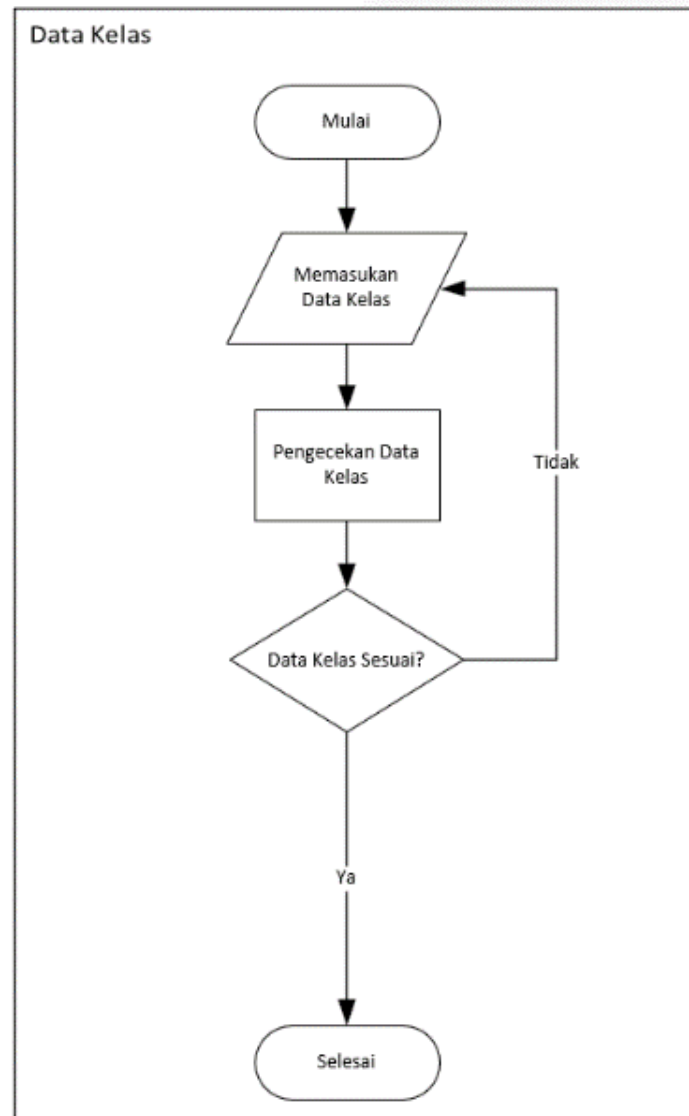 Data Kelas
Mulai
Memasukan
Data Kelas
Pengecekan Data
Kelas
Tidak
Data Kelas Sesuai?
Ya
Selesai